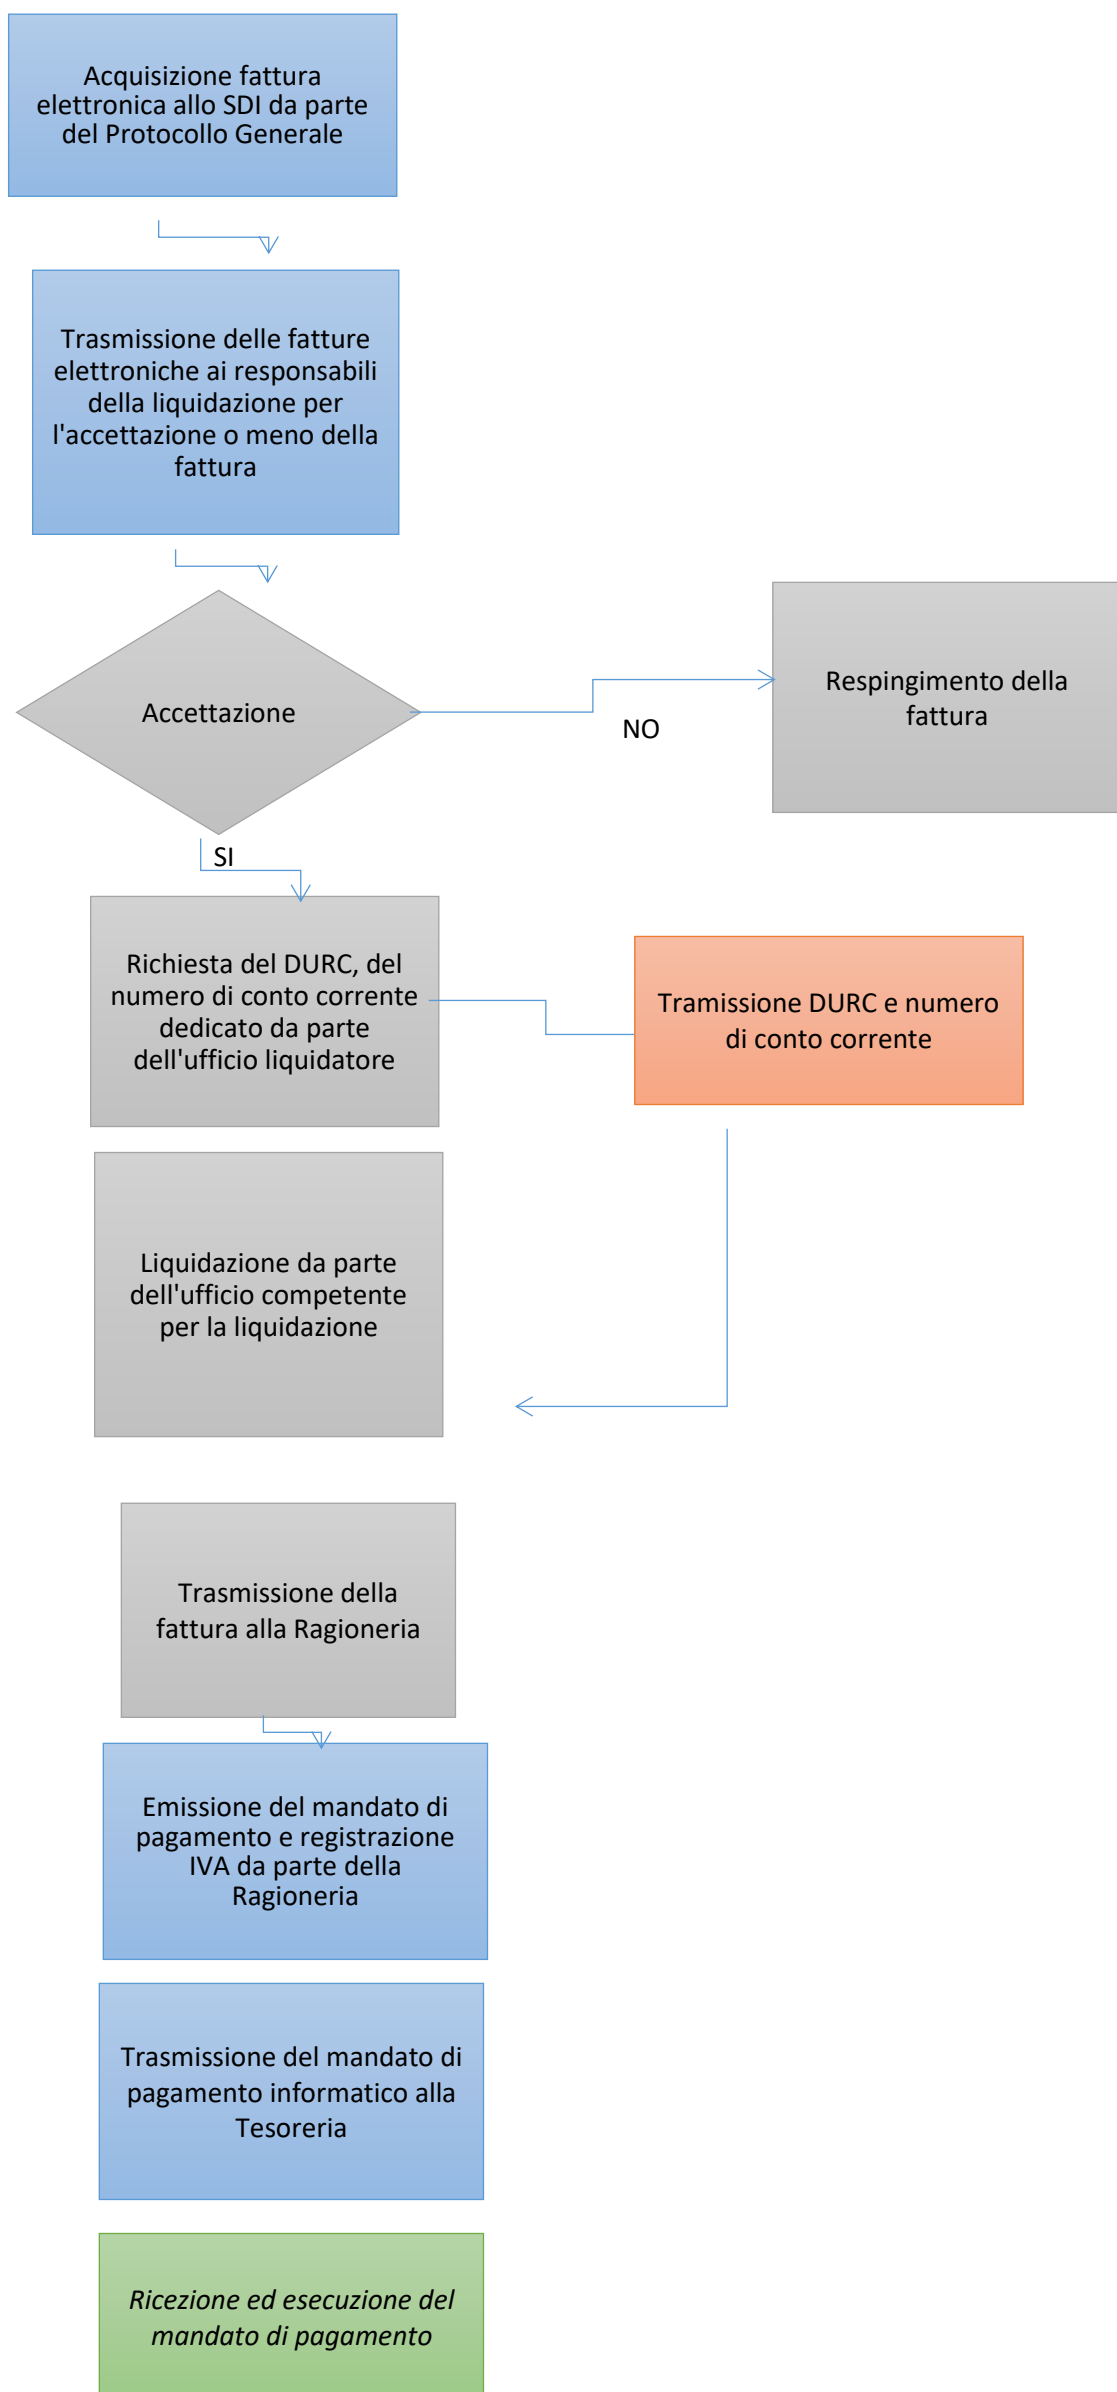 Acquisizione fattura
elettronica allo SDI da parte
del Protocollo Generale
Trasmissione delle fatture
elettroniche ai responsabili
della liquidazione per
l'accettazione o meno della
fattura
Accettazione
Respingimento della
fattura
NO
SI
Richiesta del DURC, del
numero di conto corrente
dedicato da parte
dell'ufficio liquidatore
Tramissione DURC e numero
di conto corrente
Liquidazione da parte
dell'ufficio competente
per la liquidazione
Trasmissione della
fattura alla Ragioneria
Emissione del mandato di
pagamento e registrazione
IVA da parte della
Ragioneria
Trasmissione del mandato di
pagamento informatico alla
Tesoreria
Ricezione ed esecuzione del
mandato di pagamento